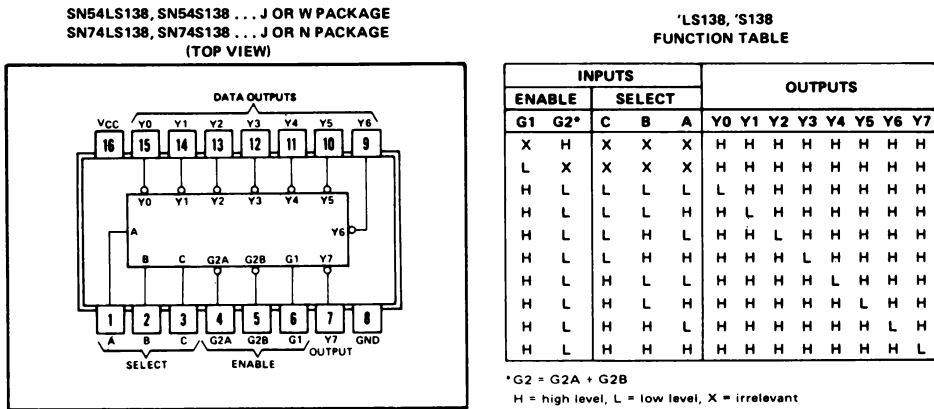 SN54LS138, SN54S138 ... J OR W PACKAGE
SN74LS138, SN74S138 ... J OR N PACKAGE
(TOP VIEW)
DATA OUTPUTS
VCC Y0 Y1 Y2 Y3 Y4 Y5 Y6
16 15 14 13 12 11 10 9
Y0 Y1 Y2 Y3 Y4 Y5
A Y6
B C G2A G2B G1 Y7
1 2 3 4 5 6 7 8
A B C G2A G2B G1 Y7 GND
OUTPUT
SELECT ENABLE
'LS138, 'S138
FUNCTION TABLE
INPUTS OUTPUTS
ENABLE SELECT
G1 G2* C B A Y0 Y1 Y2 Y3 Y4 Y5 Y6 Y7
X H X X X H H H H H H H H
L X X X X H H H H H H H H
H L L L L L H H H H H H H
H L L L H H L H H H H H H
H L L H L H H L H H H H H
H L L H H H H H L H H H H
H L H L L H H H H L H H H
H L H L H H H H H H L H H
H L H H L H H H H H H L H
H L H H H H H H H H H H L
*G2 = G2A + G2B
H = high level, L = low level, X = irrelevant